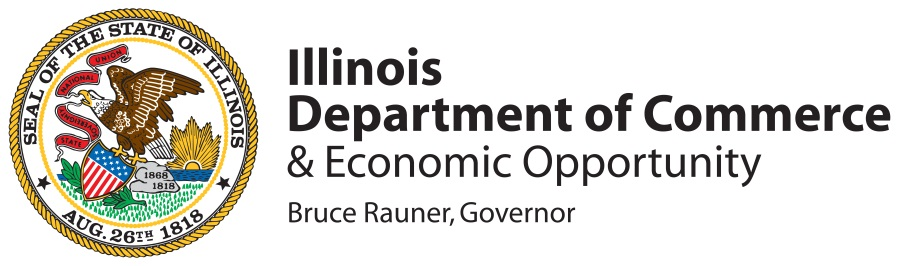 SEAL OF THE STATE OF ILLINOIS
NATIONAL UNION
STATE SOVEREIGNTY
1868
1818
AUG. 26TH 1818
Illinois
Department of Commerce
& Economic Opportunity
Bruce Rauner, Governor